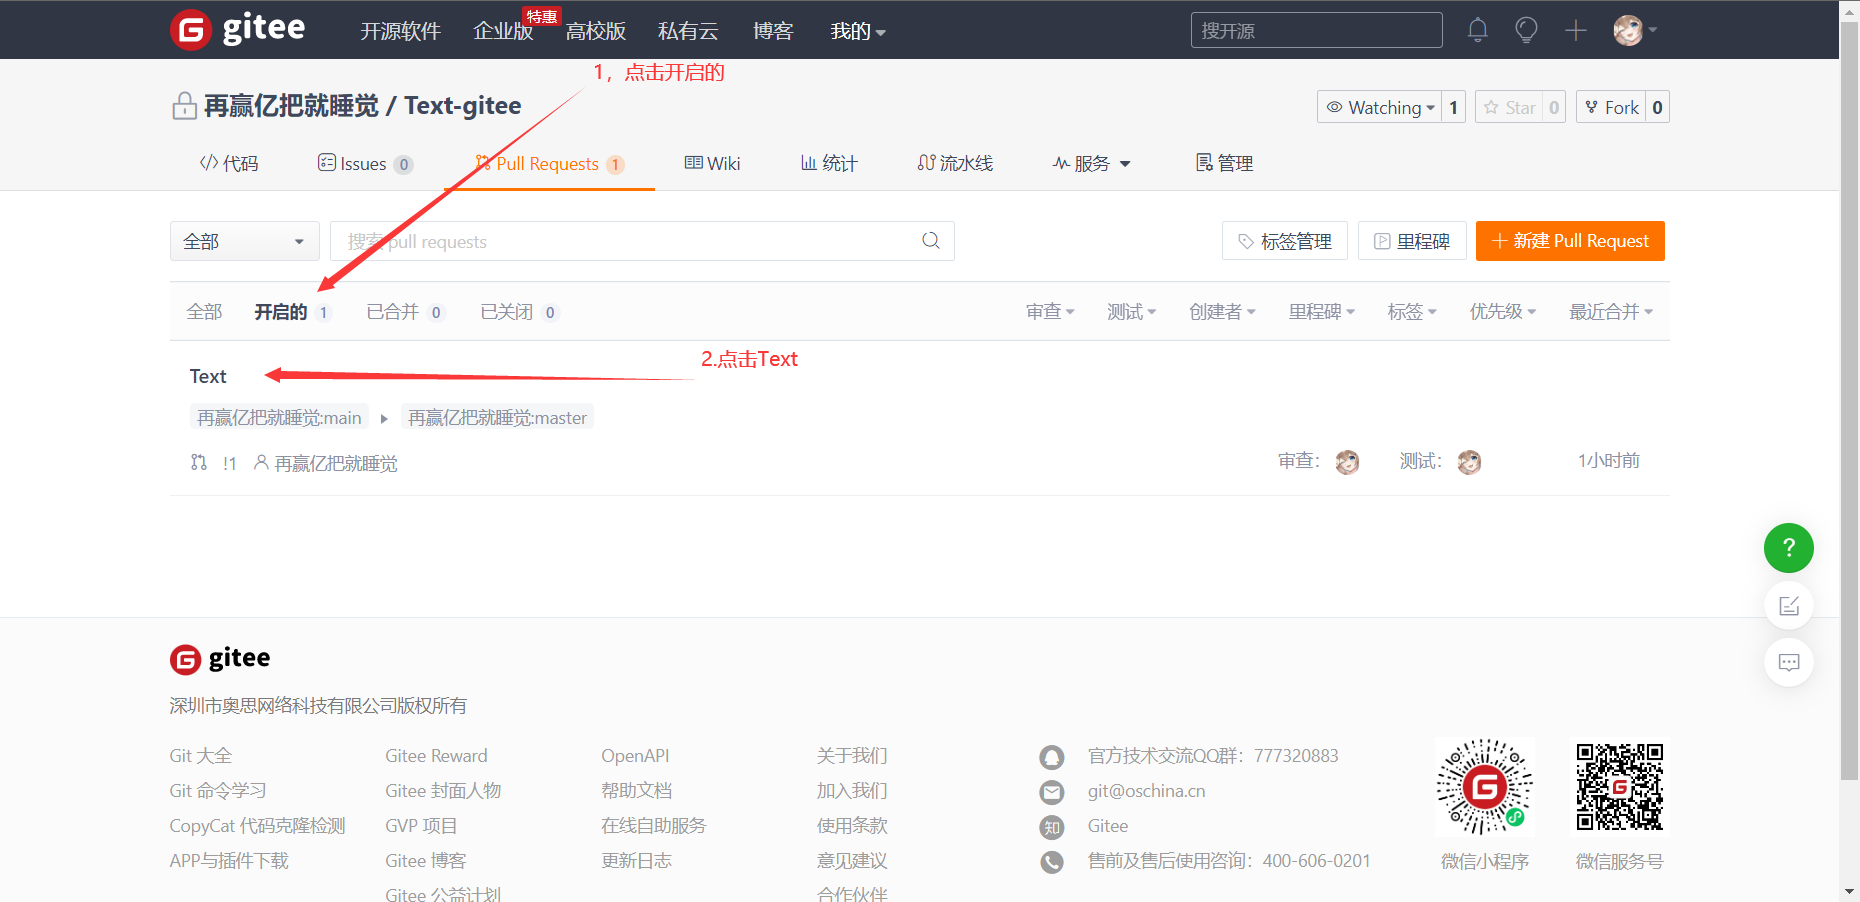 gitee 开源软件 企业版 特惠 高校版 私有云 博客 我的 搜开源
1，点击开启的
再赢亿把就睡觉 / Text-gitee Watching 1 Star 0 Fork 0
代码 Issues 0 Pull Requests 1 Wiki 统计 流水线 服务 管理
全部 搜索 pull requests 标签管理 里程碑 新建 Pull Request
全部 开启的 1 已合并 0 已关闭 0 审查 测试 创建者 里程碑 标签 优先级 最近合并
2.点击Text
Text
再赢亿把就睡觉:main 再赢亿把就睡觉:master
!1 再赢亿把就睡觉 审查： 测试： 1小时前
?
gitee
深圳市奥思网络科技有限公司版权所有
Git 大全 Gitee Reward OpenAPI 关于我们 官方技术交流QQ群：777320883
Git 命令学习 Gitee 封面人物 帮助文档 加入我们 git@oschina.cn
CopyCat 代码克隆检测 GVP 项目 在线自助服务 使用条款 知 Gitee
APP与插件下载 Gitee 博客 更新日志 意见建议 售前及售后使用咨询：400-606-0201 微信小程序 微信服务号
Gitee 公益计划 合作伙伴